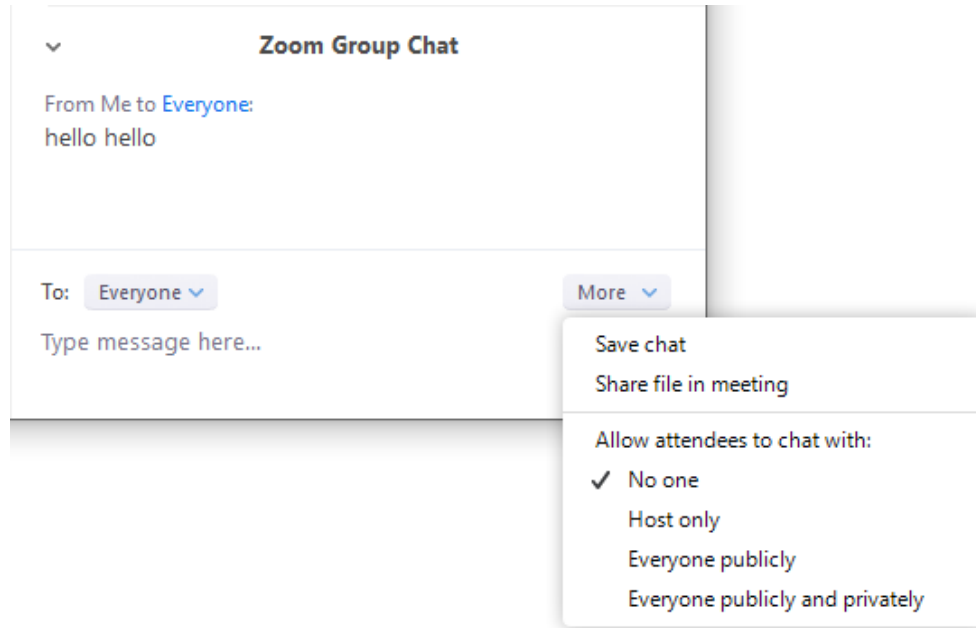 Zoom Group Chat
From Me to Everyone:
hello hello
To: Everyone More
Type message here...
Save chat
Share file in meeting
Allow attendees to chat with:
No one
Host only
Everyone publicly
Everyone publicly and privately